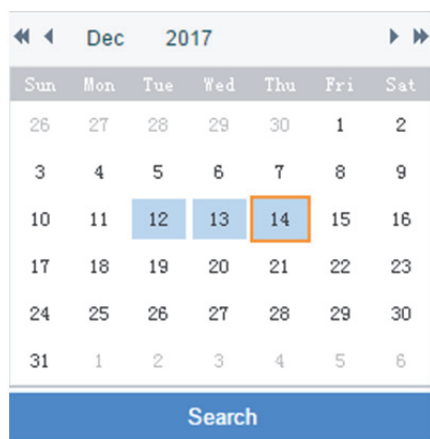 Dec 2017
Sun Mon Tue Wed Thu Fri Sat
26 27 28 29 30 1 2
3 4 5 6 7 8 9
10 11 12 13 14 15 16
17 18 19 20 21 22 23
24 25 26 27 28 29 30
31 1 2 3 4 5 6
Search